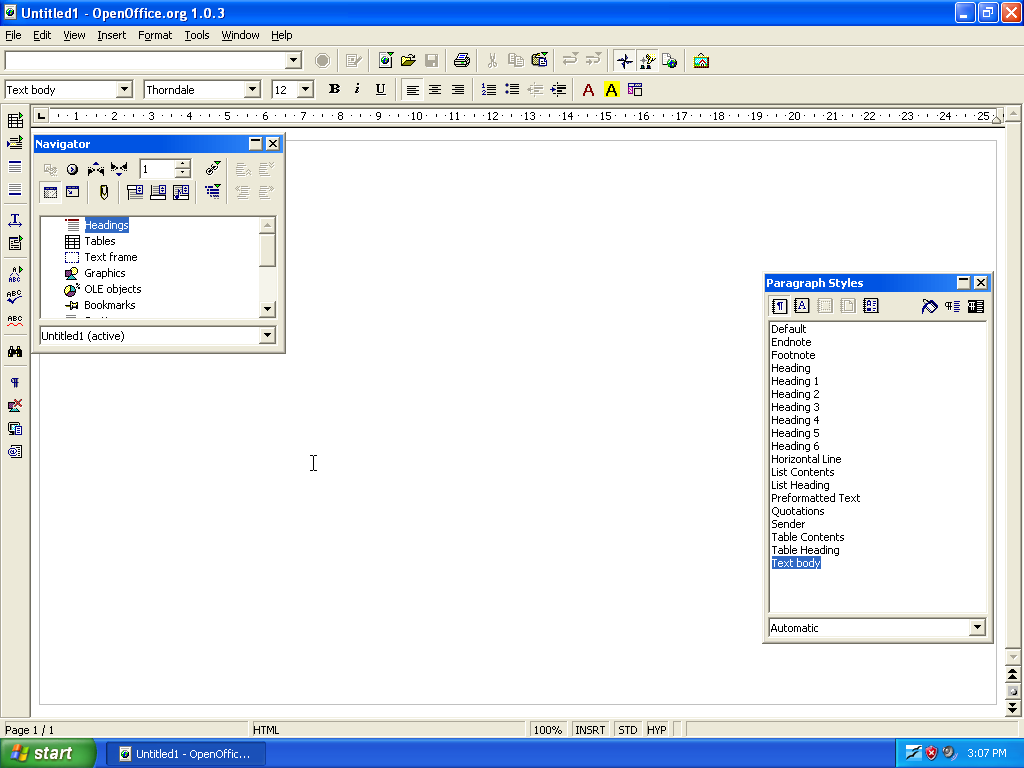 Untitled1 - OpenOffice.org 1.0.3
File Edit View Insert Format Tools Window Help
Text body Thorndale 12 B i U A A
1 2 3 4 5 6 7 8 9 10 11 12 13 14 15 16 17 18 19 20 21 22 23 24 25
Navigator
1
Headings
Tables
Text frame
Graphics
OLE objects
Bookmarks
Untitled1 (active)
Paragraph Styles
Default
Endnote
Footnote
Heading
Heading 1
Heading 2
Heading 3
Heading 4
Heading 5
Heading 6
Horizontal Line
List Contents
List Heading
Preformatted Text
Quotations
Sender
Table Contents
Table Heading
Text body
Automatic
Page 1 / 1 HTML 100% INSRT STD HYP
start Untitled1 - OpenOffic... 3:07 PM